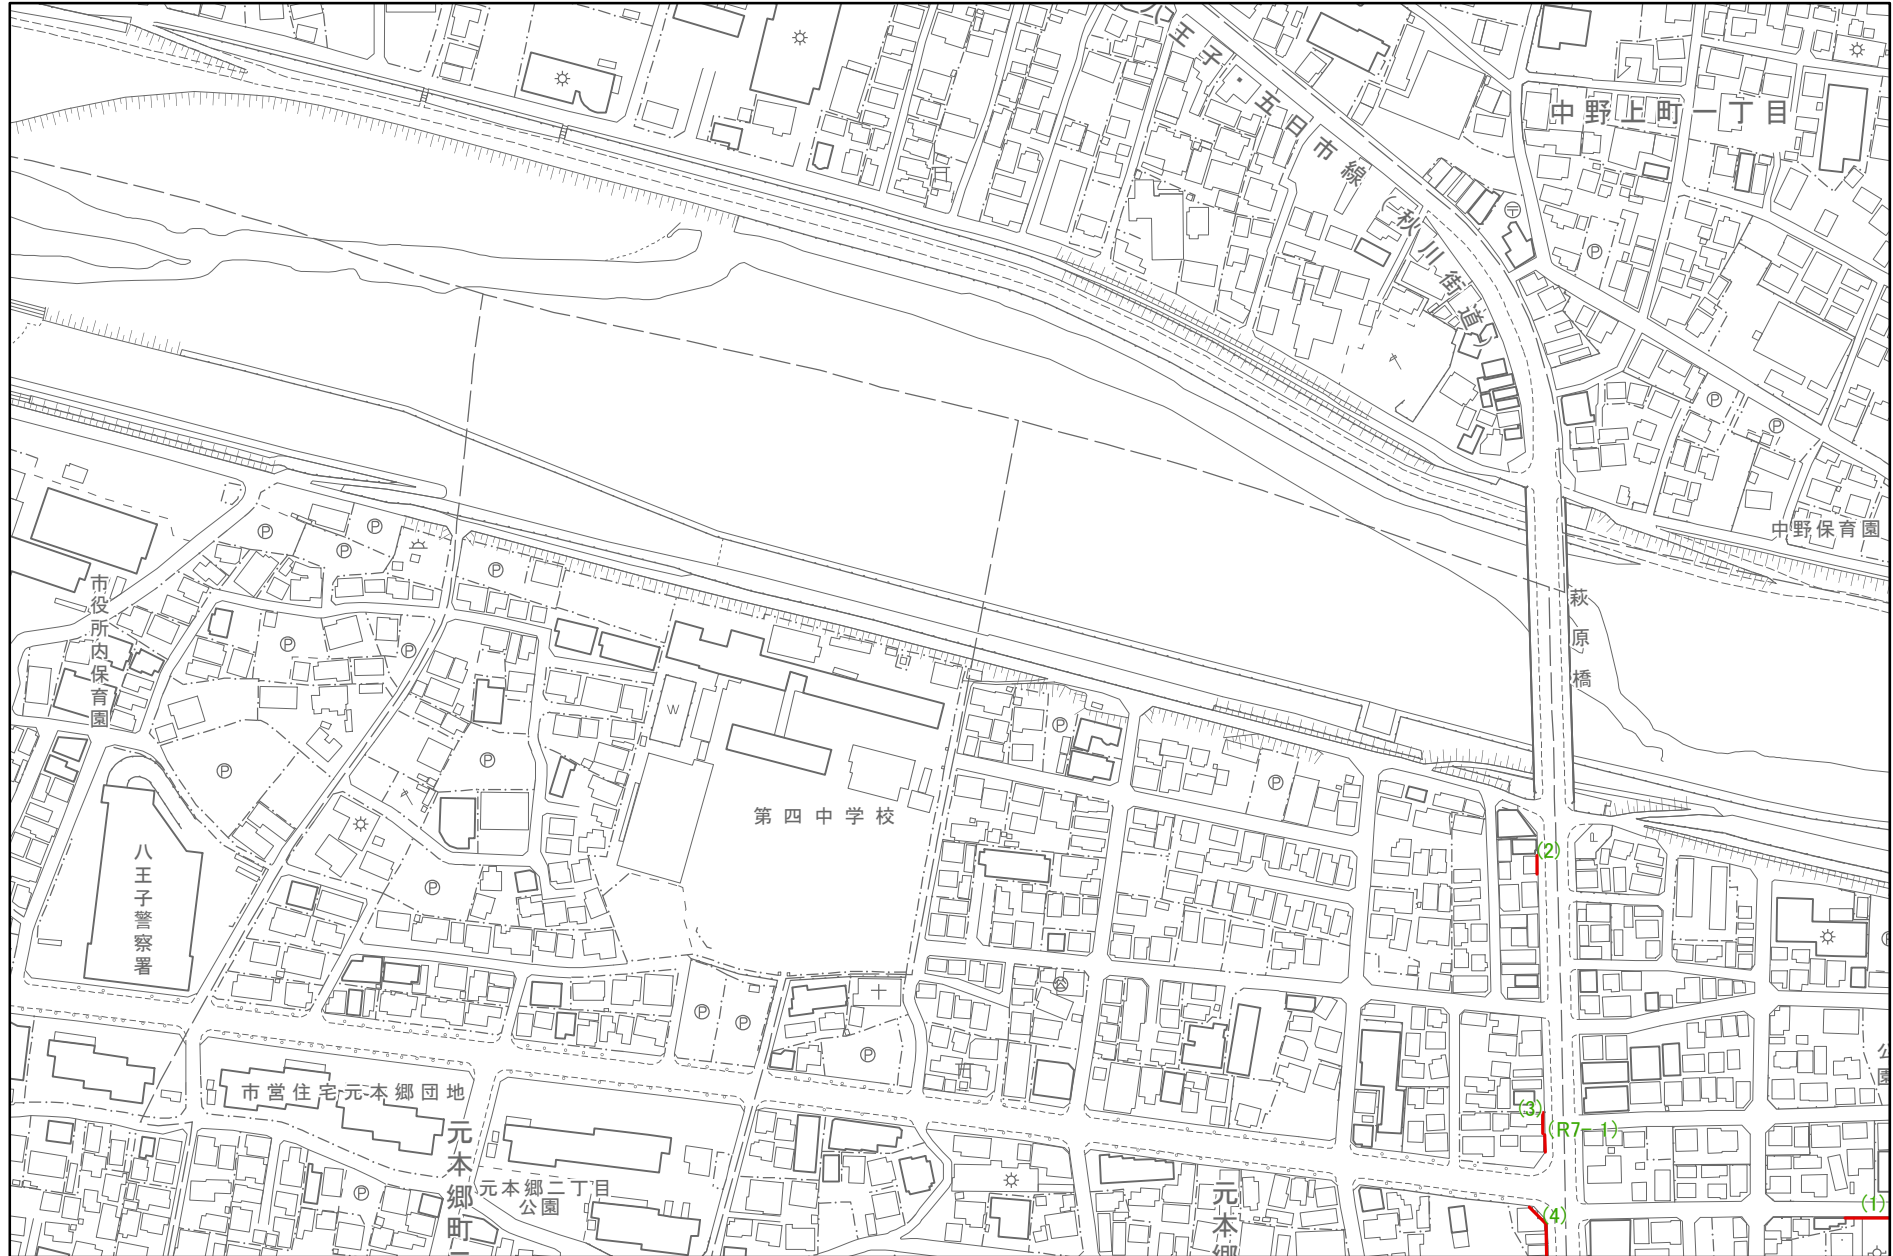 八王子・五日市線
(秋川街道)
中野上町一丁目
中野保育園
萩原橋
市役所内保育園
第四中学校
八王子警察署
(2)
市営住宅元本郷団地
公園
(3)
(R7-1)
元本郷町二
元本郷二丁目
公園
元本郷
(4)
(1)